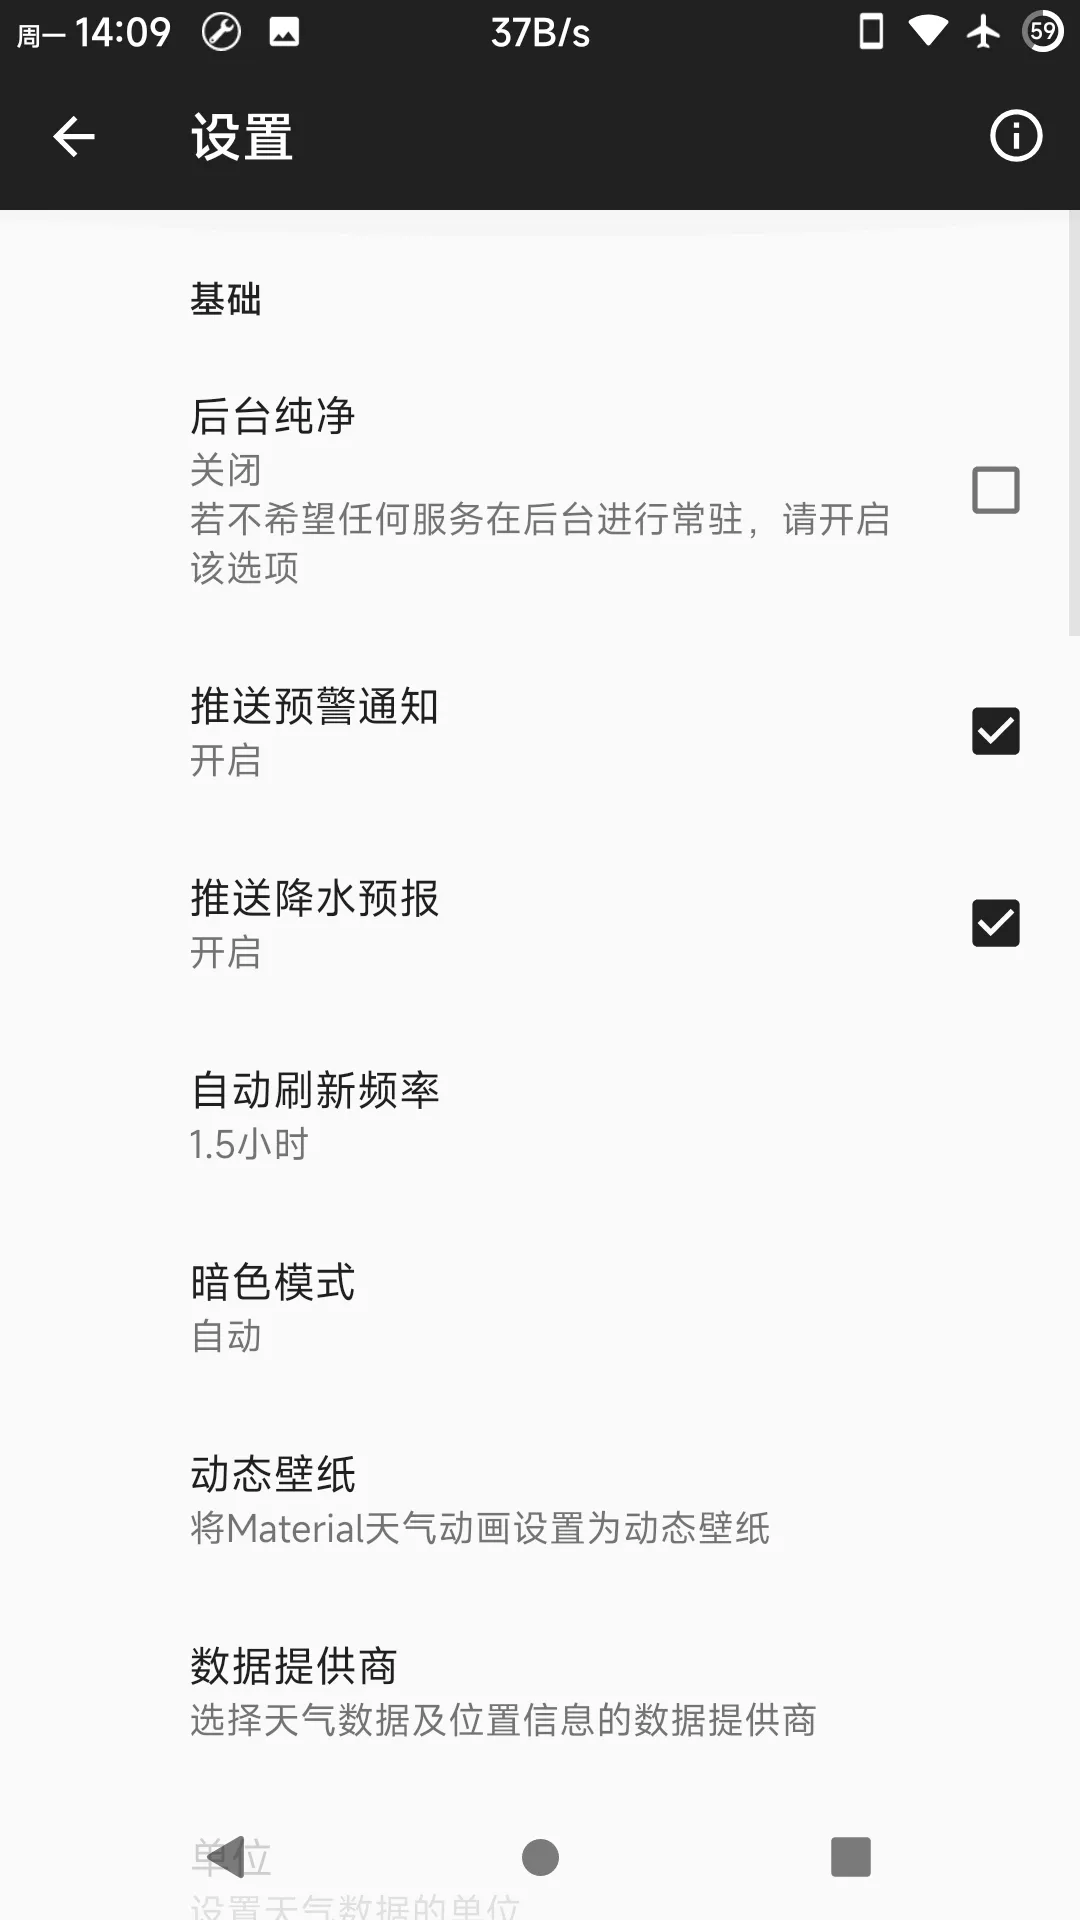 周一 14:09 37B/s 59
设置
基础
后台纯净
关闭
若不希望任何服务在后台进行常驻，请开启
该选项
推送预警通知
开启
推送降水预报
开启
自动刷新频率
1.5小时
暗色模式
自动
动态壁纸
将Material天气动画设置为动态壁纸
数据提供商
选择天气数据及位置信息的数据提供商
单位
设置天气数据的单位